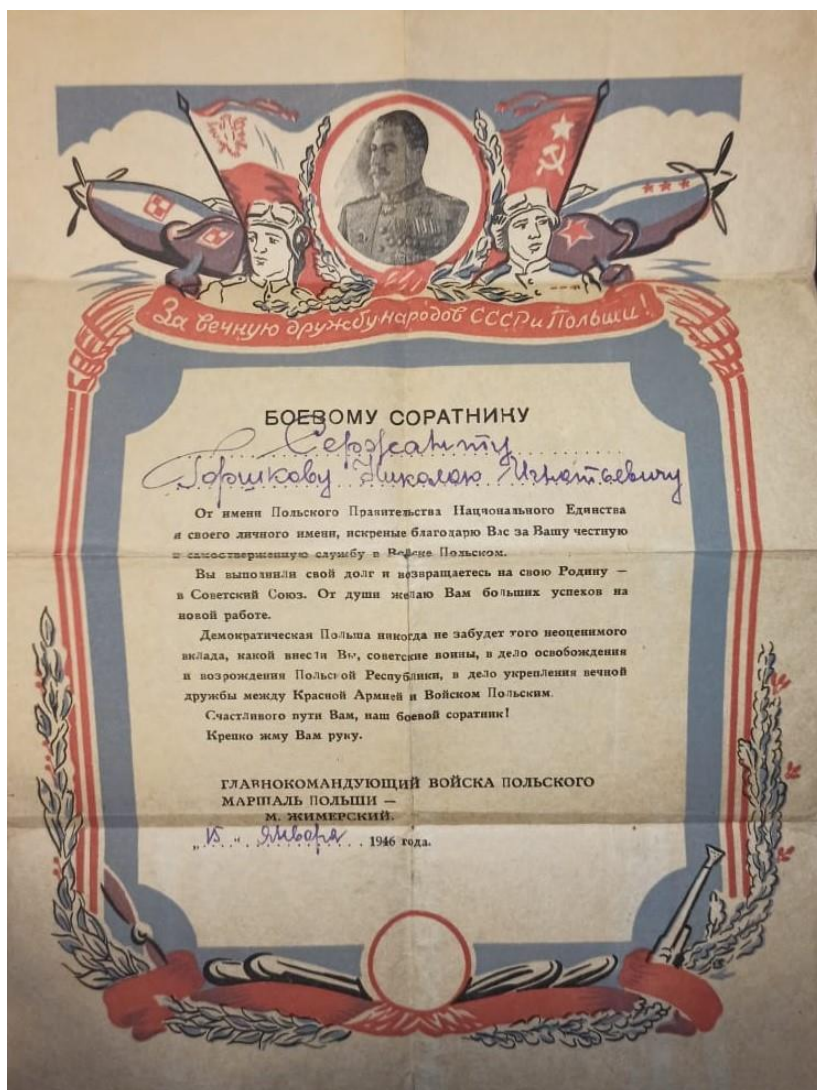 За вечную дружбу народов СССР и Польши!
БОЕВОМУ СОРАТНИКУ
Сержанту
Горшкову Николаю Игнатьевичу
От имени Польского Правительства Национального Единства
и своего личного имени, искреные благодарю Вас за Вашу честную
и самоотверженную службу в Войске Польском.
Вы выполнили свой долг и возвращаетесь на свою Родину —
в Советский Союз. От души желаю Вам больших успехов на
новой работе.
Демократическая Польша никогда не забудет того неоценимого
вклада, какой внесли Вы, советские воины, в дело освобождения
и возрождения Польской Республики, в дело укрепления вечной
дружбы между Красной Армией и Войском Польским.
Счастливого пути Вам, наш боевой соратник!
Крепко жму Вам руку.
ГЛАВНОКОМАНДУЮЩИЙ ВОЙСКА ПОЛЬСКОГО
МАРШАЛЬ ПОЛЬШИ —
М. ЖИМЕРСКИЙ.
„15" Января 1946 года.